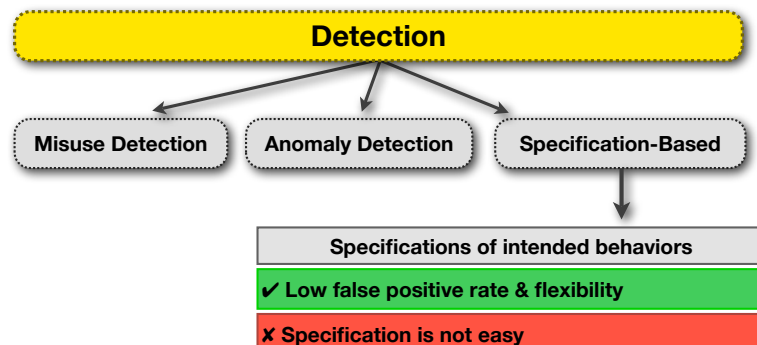 Detection
Misuse Detection
Anomaly Detection
Specification-Based
Specifications of intended behaviors
✔ Low false positive rate & flexibility
✘ Specification is not easy